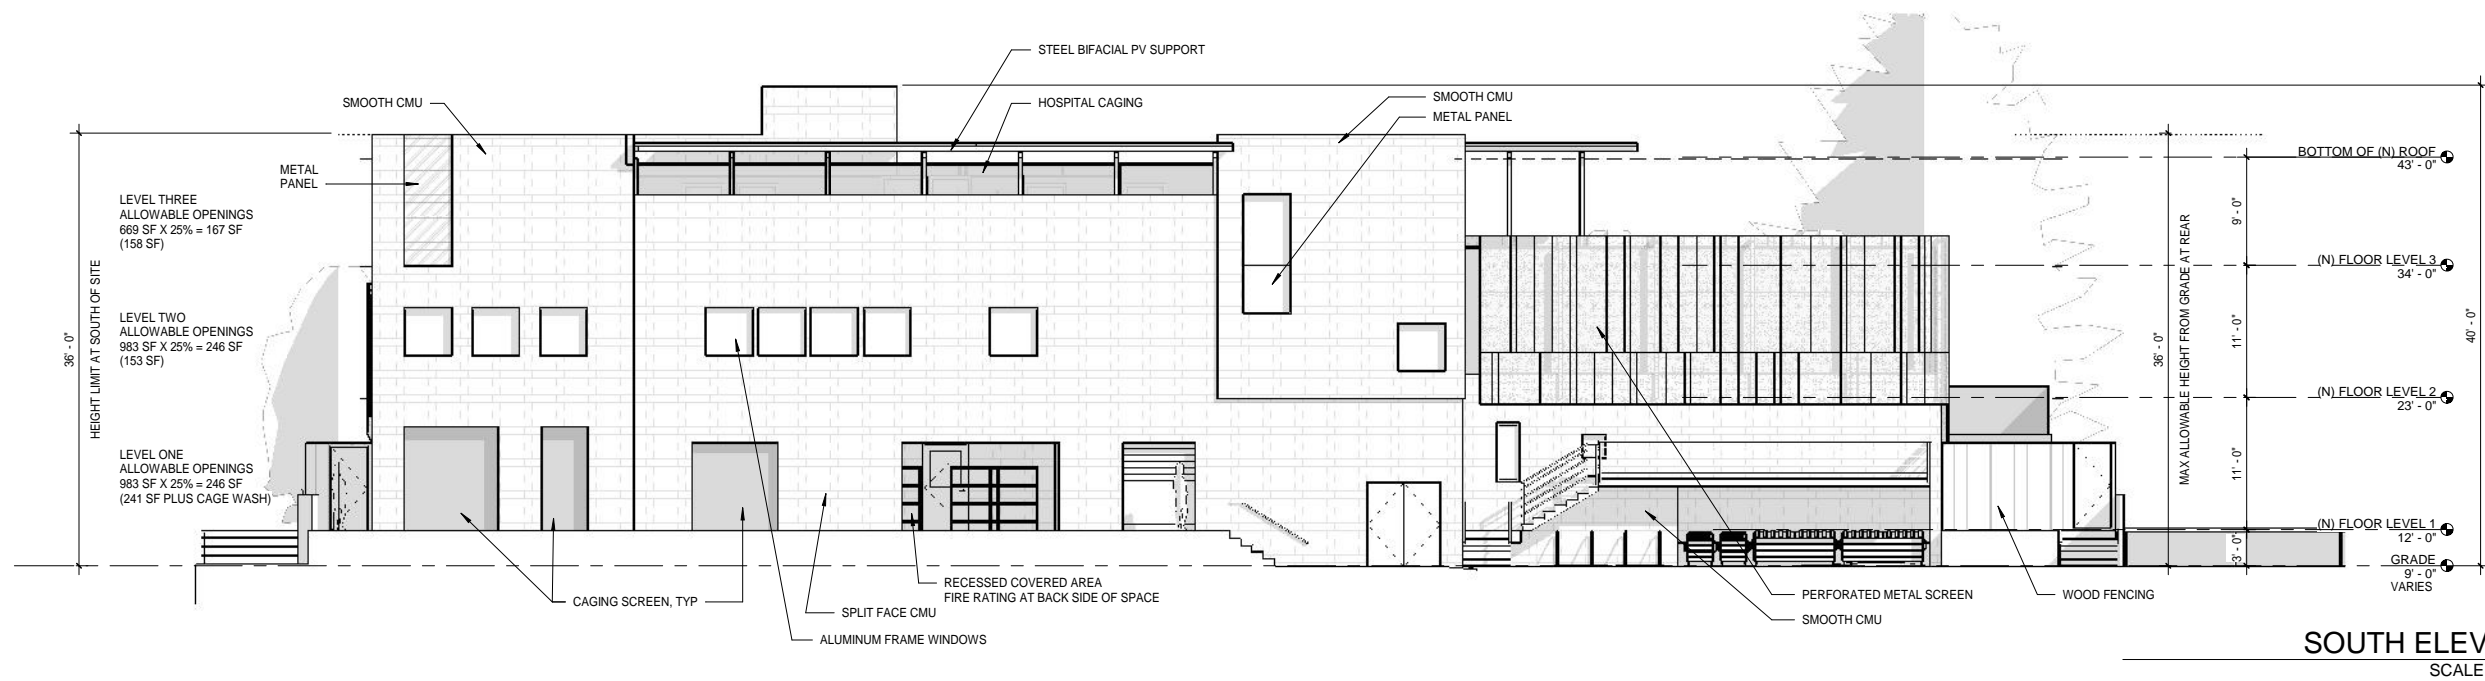 STEEL BIFACIAL PV SUPPORT
SMOOTH CMU
HOSPITAL CAGING
SMOOTH CMU
METAL PANEL
METAL
PANEL
LEVEL THREE
ALLOWABLE OPENINGS
669 SF X 25% = 167 SF
(158 SF)
LEVEL TWO
ALLOWABLE OPENINGS
983 SF X 25% = 246 SF
(153 SF)
LEVEL ONE
ALLOWABLE OPENINGS
983 SF X 25% = 246 SF
(241 SF PLUS CAGE WASH)
36' - 0"
HEIGHT LIMIT AT SOUTH OF SITE
CAGING SCREEN, TYP
RECESSED COVERED AREA
FIRE RATING AT BACK SIDE OF SPACE
SPLIT FACE CMU
ALUMINUM FRAME WINDOWS
PERFORATED METAL SCREEN
SMOOTH CMU
WOOD FENCING
36' - 0"
MAX ALLOWABLE HEIGHT FROM GRADE AT REAR
9' - 0"
11' - 0"
11' - 0"
3' - 0"
BOTTOM OF (N) ROOF
43' - 0"
(N) FLOOR LEVEL 3
34' - 0"
(N) FLOOR LEVEL 2
23' - 0"
(N) FLOOR LEVEL 1
12' - 0"
GRADE
9' - 0"
VARIES
40' - 0"
SOUTH ELEV
SCALE